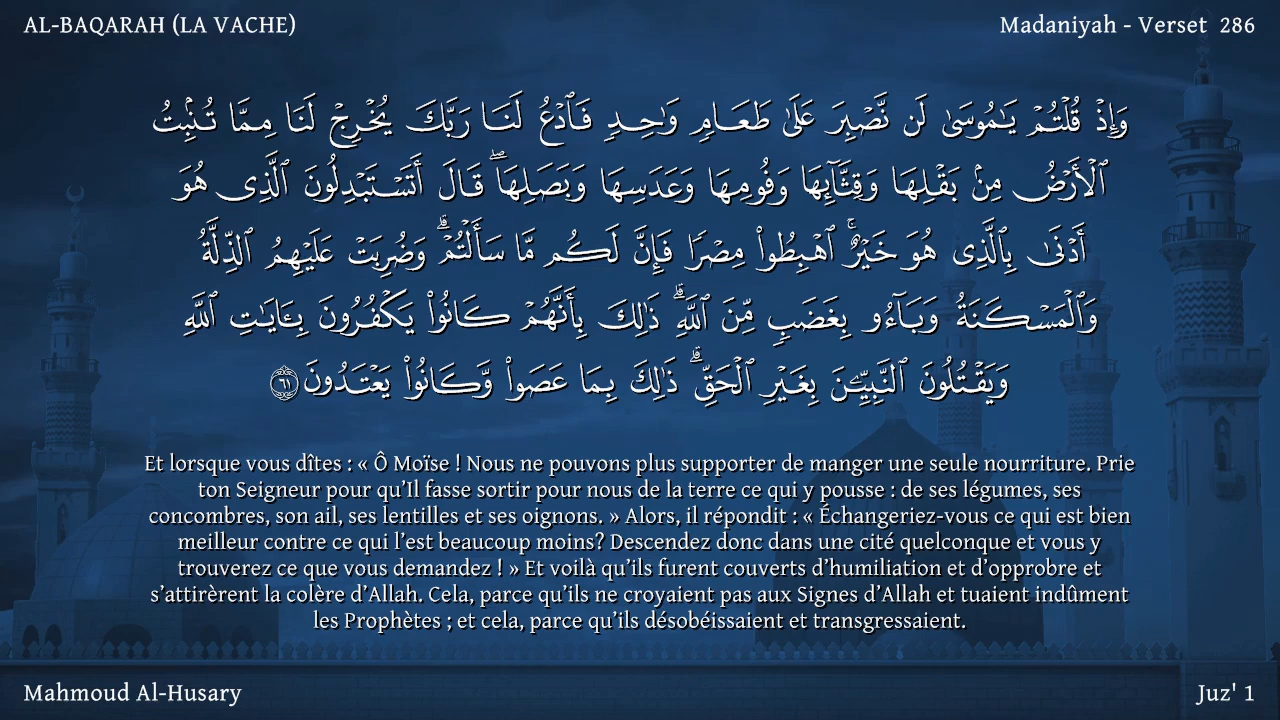 AL-BAQARAH (LA VACHE)
Madaniyah - Verset 286
وَإِذْ قُلْتُمْ يَـٰمُوسَىٰ لَن نَّصْبِرَ عَلَىٰ طَعَامٍ وَٰحِدٍ فَٱدْعُ لَنَا رَبَّكَ يُخْرِجْ لَنَا مِمَّا تُنۢبِتُ
ٱلْأَرْضُ مِنۢ بَقْلِهَا وَقِثَّآئِهَا وَفُومِهَا وَعَدَسِهَا وَبَصَلِهَا ۖ قَالَ أَتَسْتَبْدِلُونَ ٱلَّذِى هُوَ
أَدْنَىٰ بِٱلَّذِى هُوَ خَيْرٌ ۚ ٱهْبِطُوا۟ مِصْرًا فَإِنَّ لَكُم مَّا سَأَلْتُمْ ۗ وَضُرِبَتْ عَلَيْهِمُ ٱلذِّلَّةُ
وَٱلْمَسْكَنَةُ وَبَآءُو بِغَضَبٍ مِّنَ ٱللَّهِ ۗ ذَٰلِكَ بِأَنَّهُمْ كَانُوا۟ يَكْفُرُونَ بِـَٔايَـٰتِ ٱللَّهِ
وَيَقْتُلُونَ ٱلنَّبِيِّـۧنَ بِغَيْرِ ٱلْحَقِّ ۗ ذَٰلِكَ بِمَا عَصَوا۟ وَّكَانُوا۟ يَعْتَدُونَ ٦١
Et lorsque vous dîtes : « Ô Moïse ! Nous ne pouvons plus supporter de manger une seule nourriture. Prie
ton Seigneur pour qu’Il fasse sortir pour nous de la terre ce qui y pousse : de ses légumes, ses
concombres, son ail, ses lentilles et ses oignons. » Alors, il répondit : « Échangeriez-vous ce qui est bien
meilleur contre ce qui l’est beaucoup moins? Descendez donc dans une cité quelconque et vous y
trouverez ce que vous demandez ! » Et voilà qu’ils furent couverts d’humiliation et d’opprobre et
s’attirèrent la colère d’Allah. Cela, parce qu’ils ne croyaient pas aux Signes d’Allah et tuaient indûment
les Prophètes ; et cela, parce qu’ils désobéissaient et transgressaient.
Mahmoud Al-Husary
Juz' 1